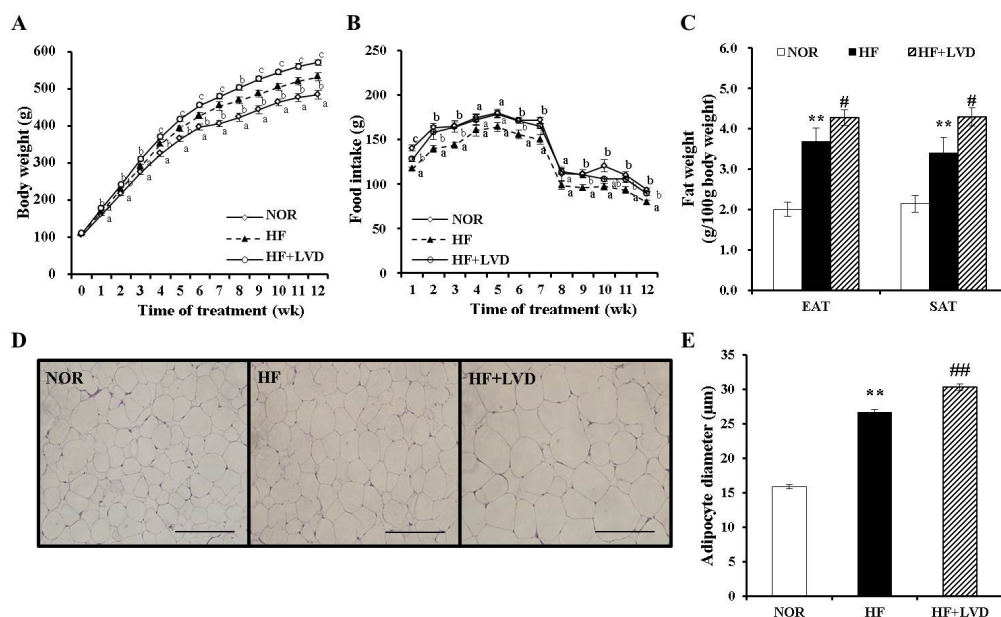 A
Body weight (g)
600
500
400
300
200
100
0
NOR
HF
HF+LVD
0 1 2 3 4 5 6 7 8 9 10 11 12
Time of treatment (wk)
B
Food intake (g)
250
200
150
100
50
0
NOR
HF
HF+LVD
1 2 3 4 5 6 7 8 9 10 11 12
Time of treatment (wk)
C
NOR HF HF+LVD
Fat weight
(g/100g body weight)
6.0
5.0
4.0
3.0
2.0
1.0
0.0
** # ** #
EAT SAT
D
NOR HF HF+LVD
E
Adipocyte diameter (µm)
35
30
25
20
15
10
5
0
** ##
NOR HF HF+LVD